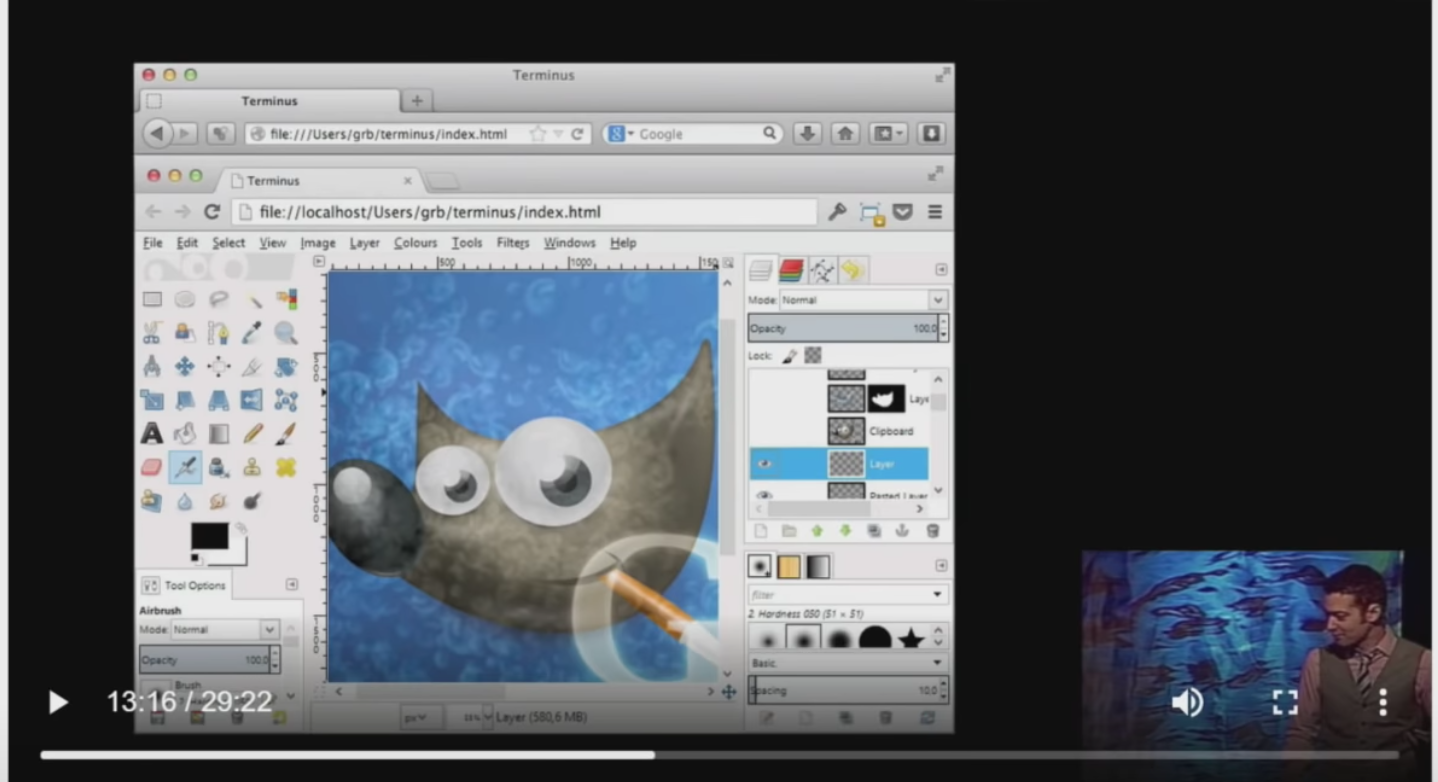 Terminus
Terminus
file:///Users/grb/terminus/index.html
Google
Terminus
file://localhost/Users/grb/terminus/index.html
File Edit Select View Image Layer Colours Tools Filters Windows Help
500 1000 150
Mode: Normal
Opacity 100,0
Lock:
Laye
Clipboard
Layer
Pasted Layer
Tool Options
Airbrush
Mode: Normal
Opacity 100,0
Brush
filter
2. Hardness 050 (51 × 51)
Basic.
Spacing 10,0
px Layer (580,6 MB)
13:16 / 29:22